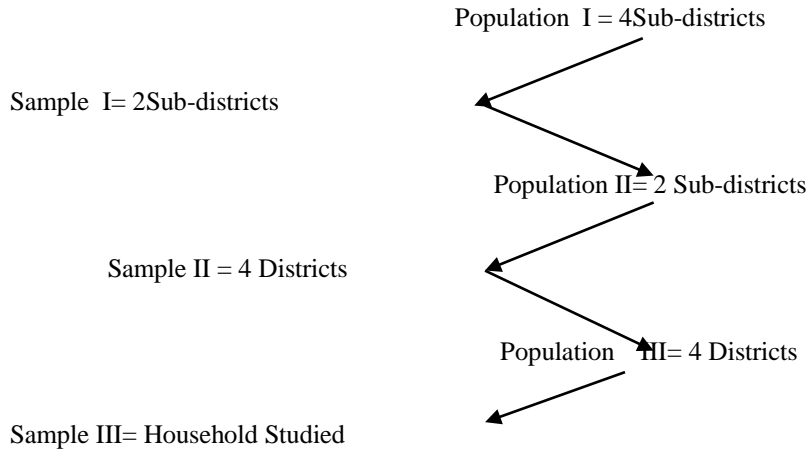 Population I = 4Sub-districts
Sample I= 2Sub-districts
Population II= 2 Sub-districts
Sample II = 4 Districts
Population III= 4 Districts
Sample III= Household Studied